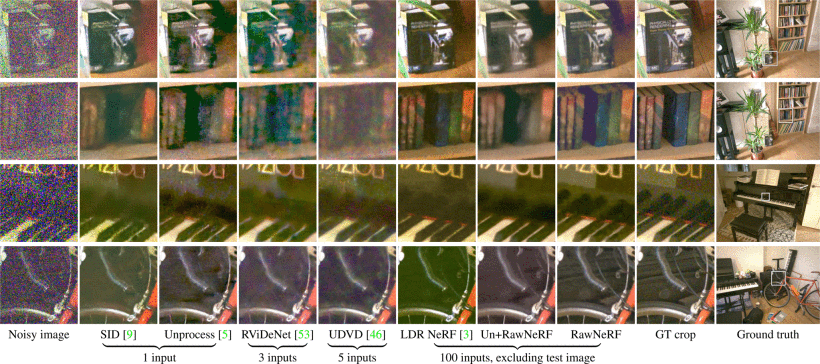 Noisy image SID [9] Unprocess [5] RViDeNet [53] UDVD [46] LDR NeRF [3] Un+RawNeRF RawNeRF GT crop Ground truth
1 input 3 inputs 5 inputs 100 inputs, excluding test image